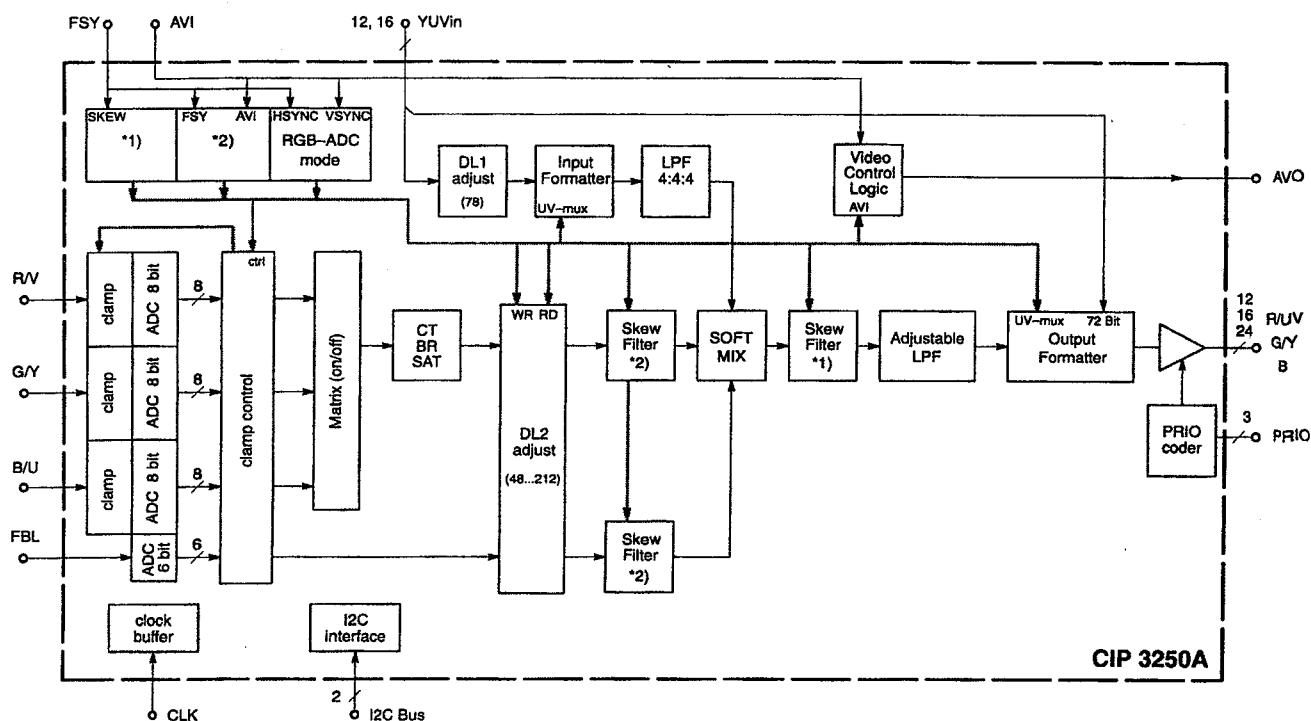 FSY
AVI
12, 16
YUVin
SKEW
*1)
FSY
AVI
*2)
HSYNC
VSYNC
RGB–ADC
mode
DL1
adjust
(78)
Input
Formatter
UV–mux
LPF
4:4:4
Video
Control
Logic
AVI
AVO
R/V
clamp
ADC 8 bit
8
G/Y
clamp
ADC 8 bit
8
B/U
clamp
ADC 8 bit
8
FBL
ADC
6 bit
6
ctrl
clamp control
Matrix (on/off)
CT
BR
SAT
WR RD
DL2
adjust
(48...212)
Skew
Filter
*2)
Skew
Filter
*2)
SOFT
MIX
Skew
Filter
*1)
Adjustable
LPF
UV–mux
72 Bit
Output
Formatter
12
16
24
R/UV
G/Y
B
PRIO
coder
3
PRIO
clock
buffer
CLK
I2C
interface
2
I2C Bus
CIP 3250A